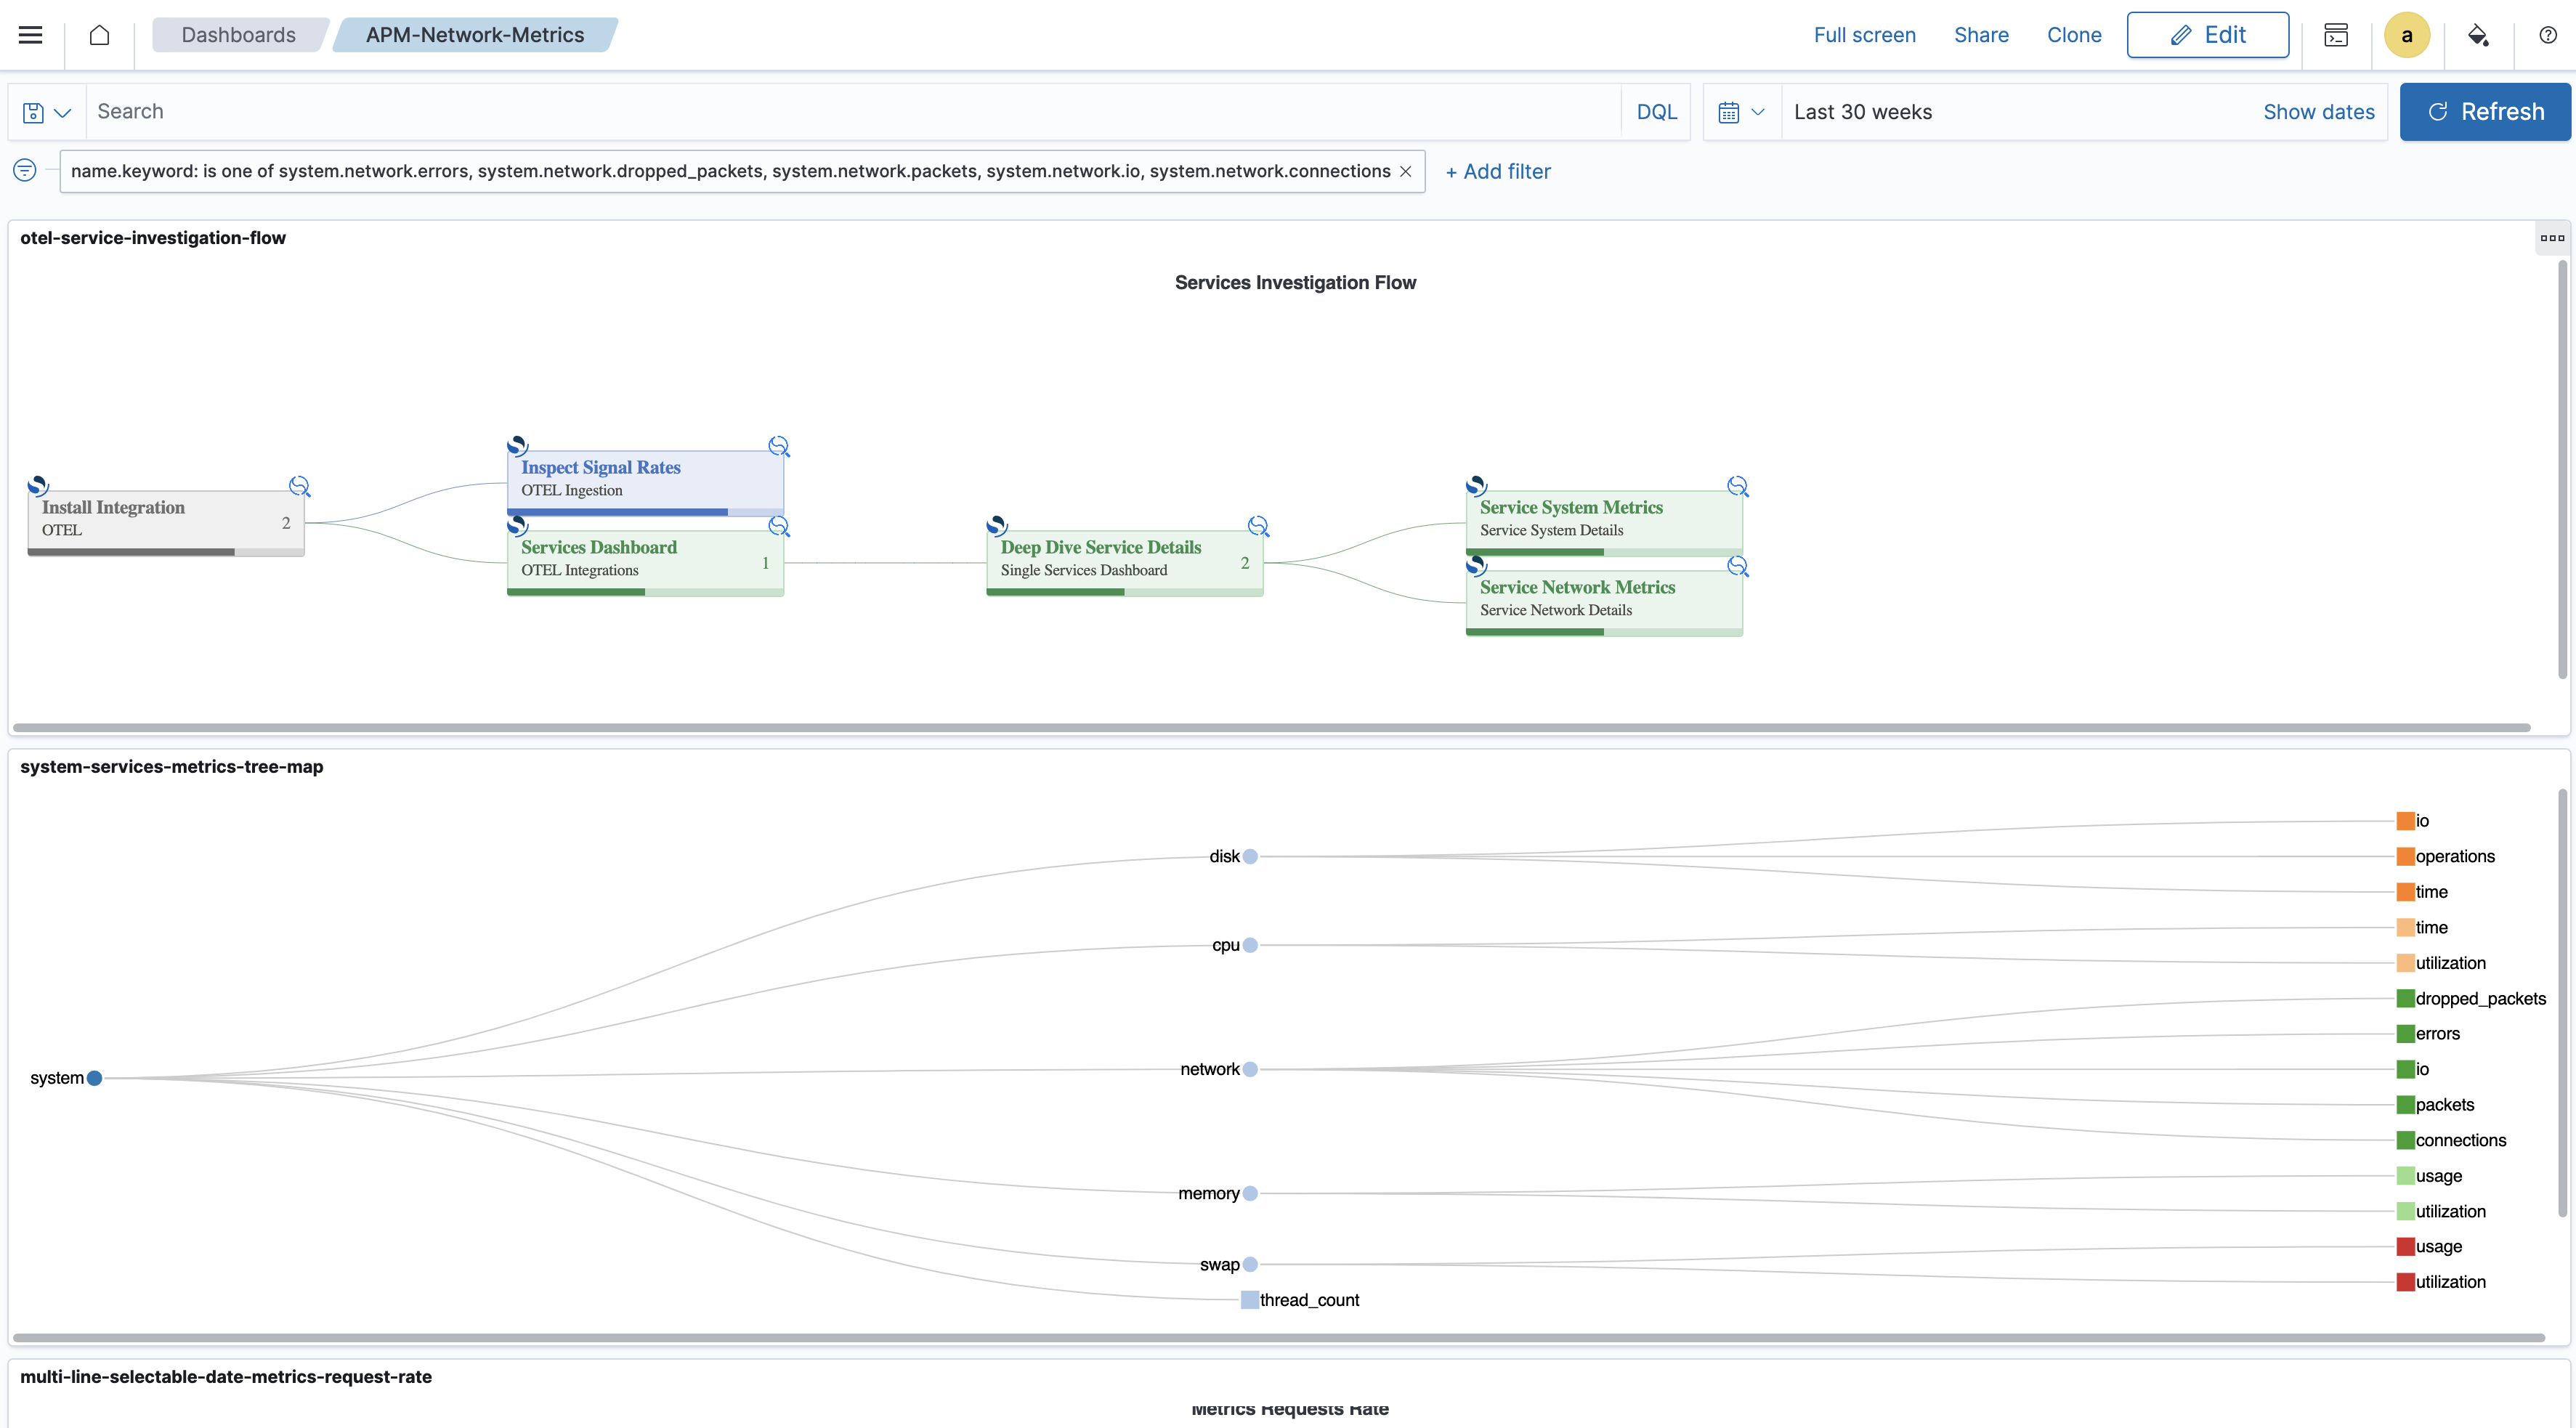 Dashboards
APM-Network-Metrics
Full screen
Share
Clone
Edit
a
Search
DQL
Last 30 weeks
Show dates
Refresh
name.keyword: is one of system.network.errors, system.network.dropped_packets, system.network.packets, system.network.io, system.network.connections
+ Add filter
otel-service-investigation-flow
Services Investigation Flow
Install Integration
OTEL
2
Inspect Signal Rates
OTEL Ingestion
Services Dashboard
OTEL Integrations
1
Deep Dive Service Details
Single Services Dashboard
2
Service System Metrics
Service System Details
Service Network Metrics
Service Network Details
system-services-metrics-tree-map
system
disk
cpu
network
memory
swap
thread_count
io
operations
time
time
utilization
dropped_packets
errors
io
packets
connections
usage
utilization
usage
utilization
multi-line-selectable-date-metrics-request-rate
Metrics Requests Rate